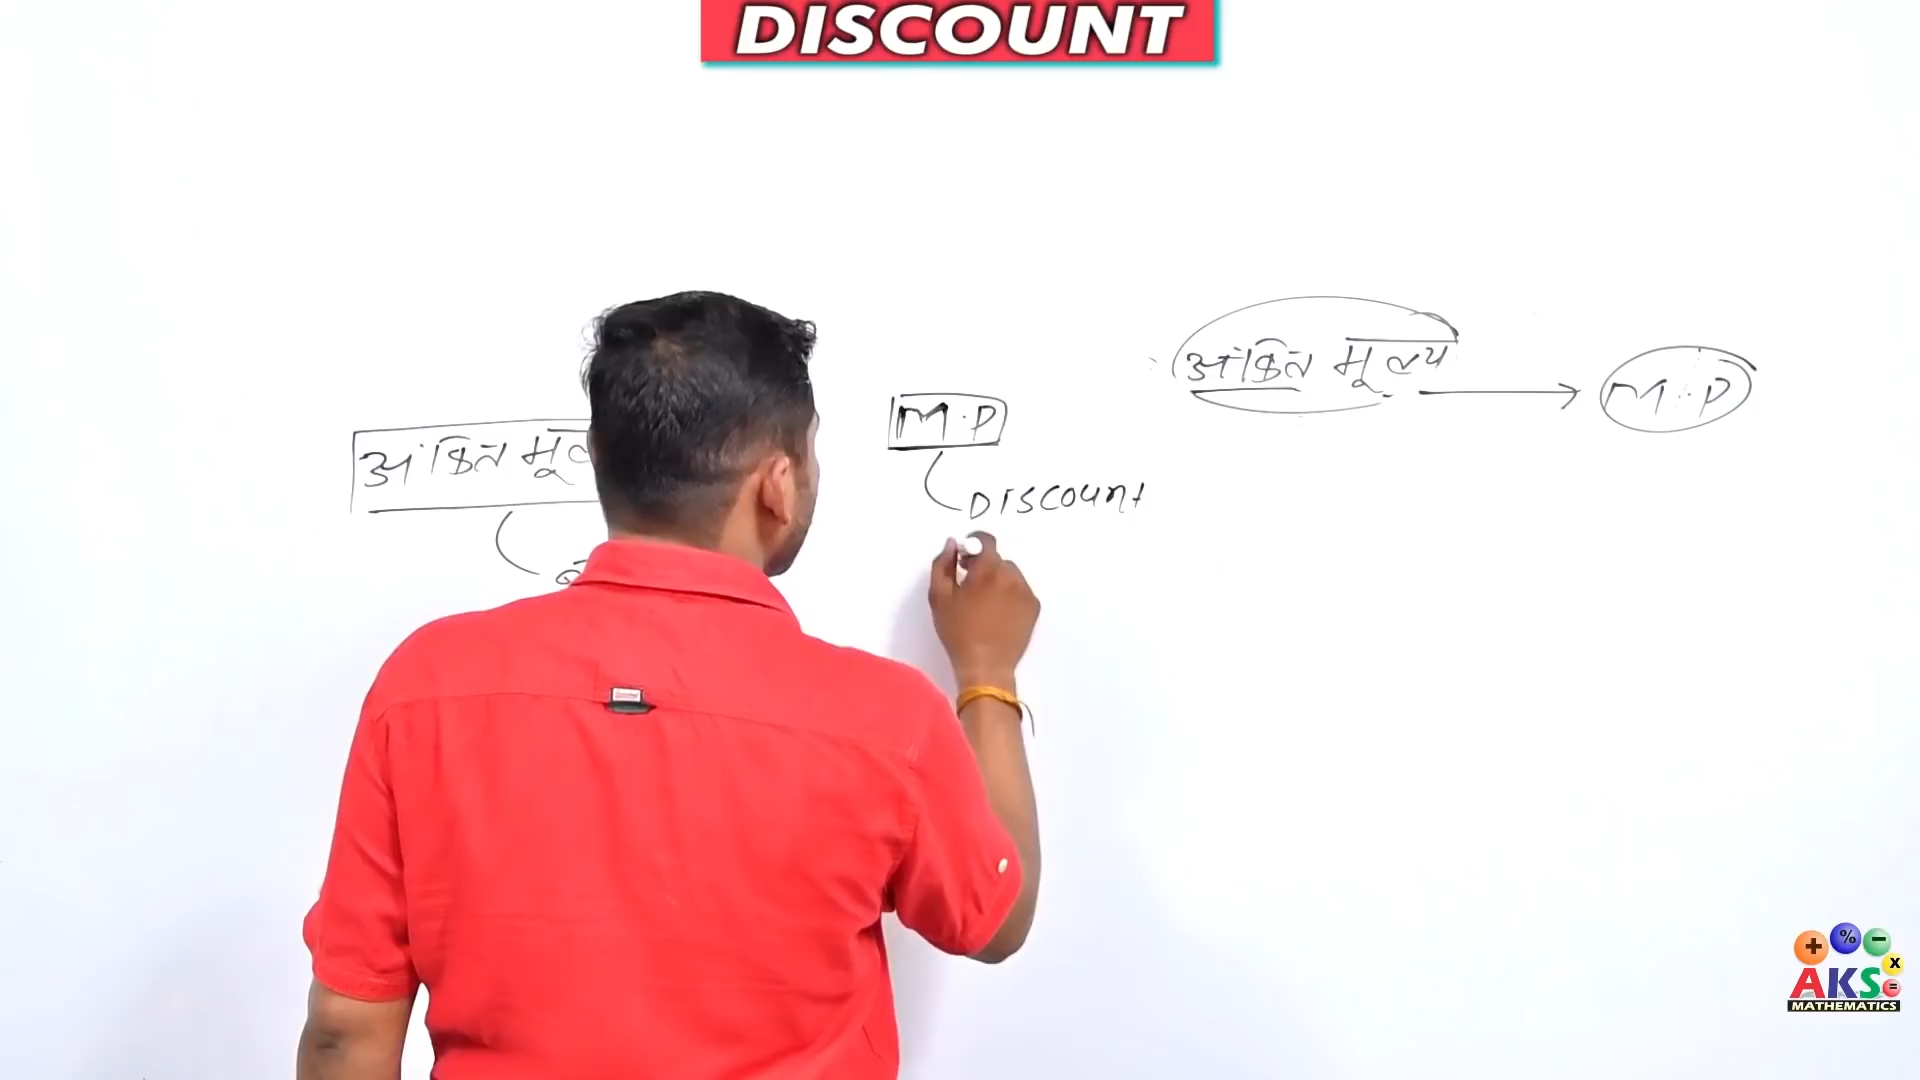 DISCOUNT
अंकित मूल्य → M.P
M.P
अंकित
Discount
AKS
MATHEMATICS